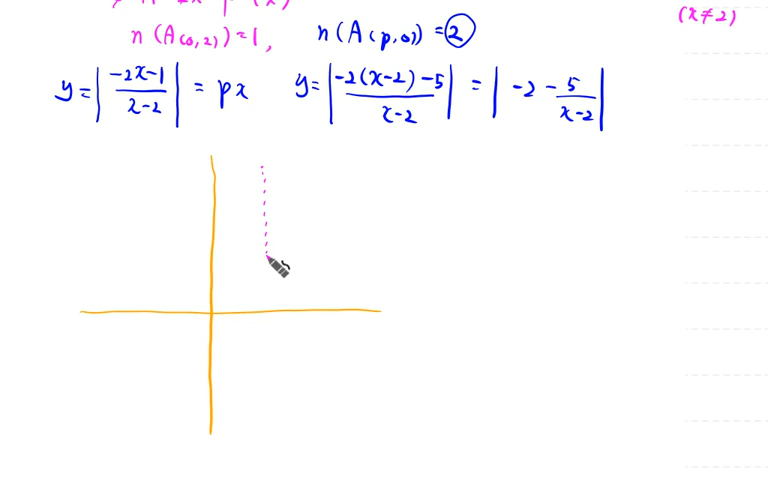 (x≠2)
n(A(0,2))=1, n(A(p,0))=②
y=|(-2x-1)/(x-2)| = px y=|(-2(x-2)-5)/(x-2)| = |-2 - 5/(x-2)|